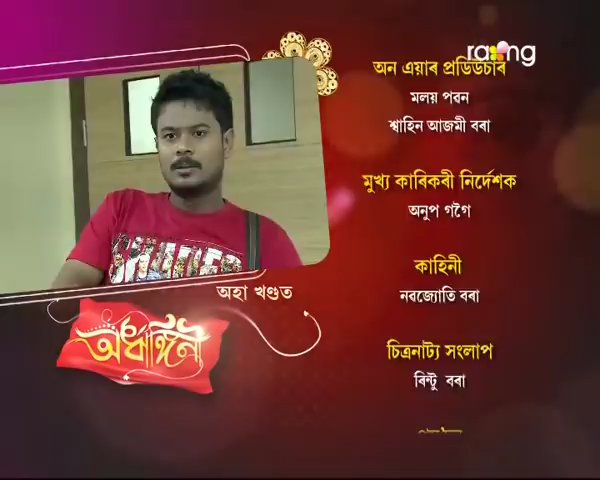 rang
অন এয়াৰ প্ৰডিউচাৰ
মলয় পৱন
শ্বাহিন আজমী বৰা
মুখ্য কাৰিকৰী নিৰ্দেশক
অনুপ গগৈ
কাহিনী
নৱজ্যোতি বৰা
চিত্ৰনাট্য সংলাপ
ৰিন্টু বৰা
অহা খণ্ডত
অৰ্ধাঙ্গিনী